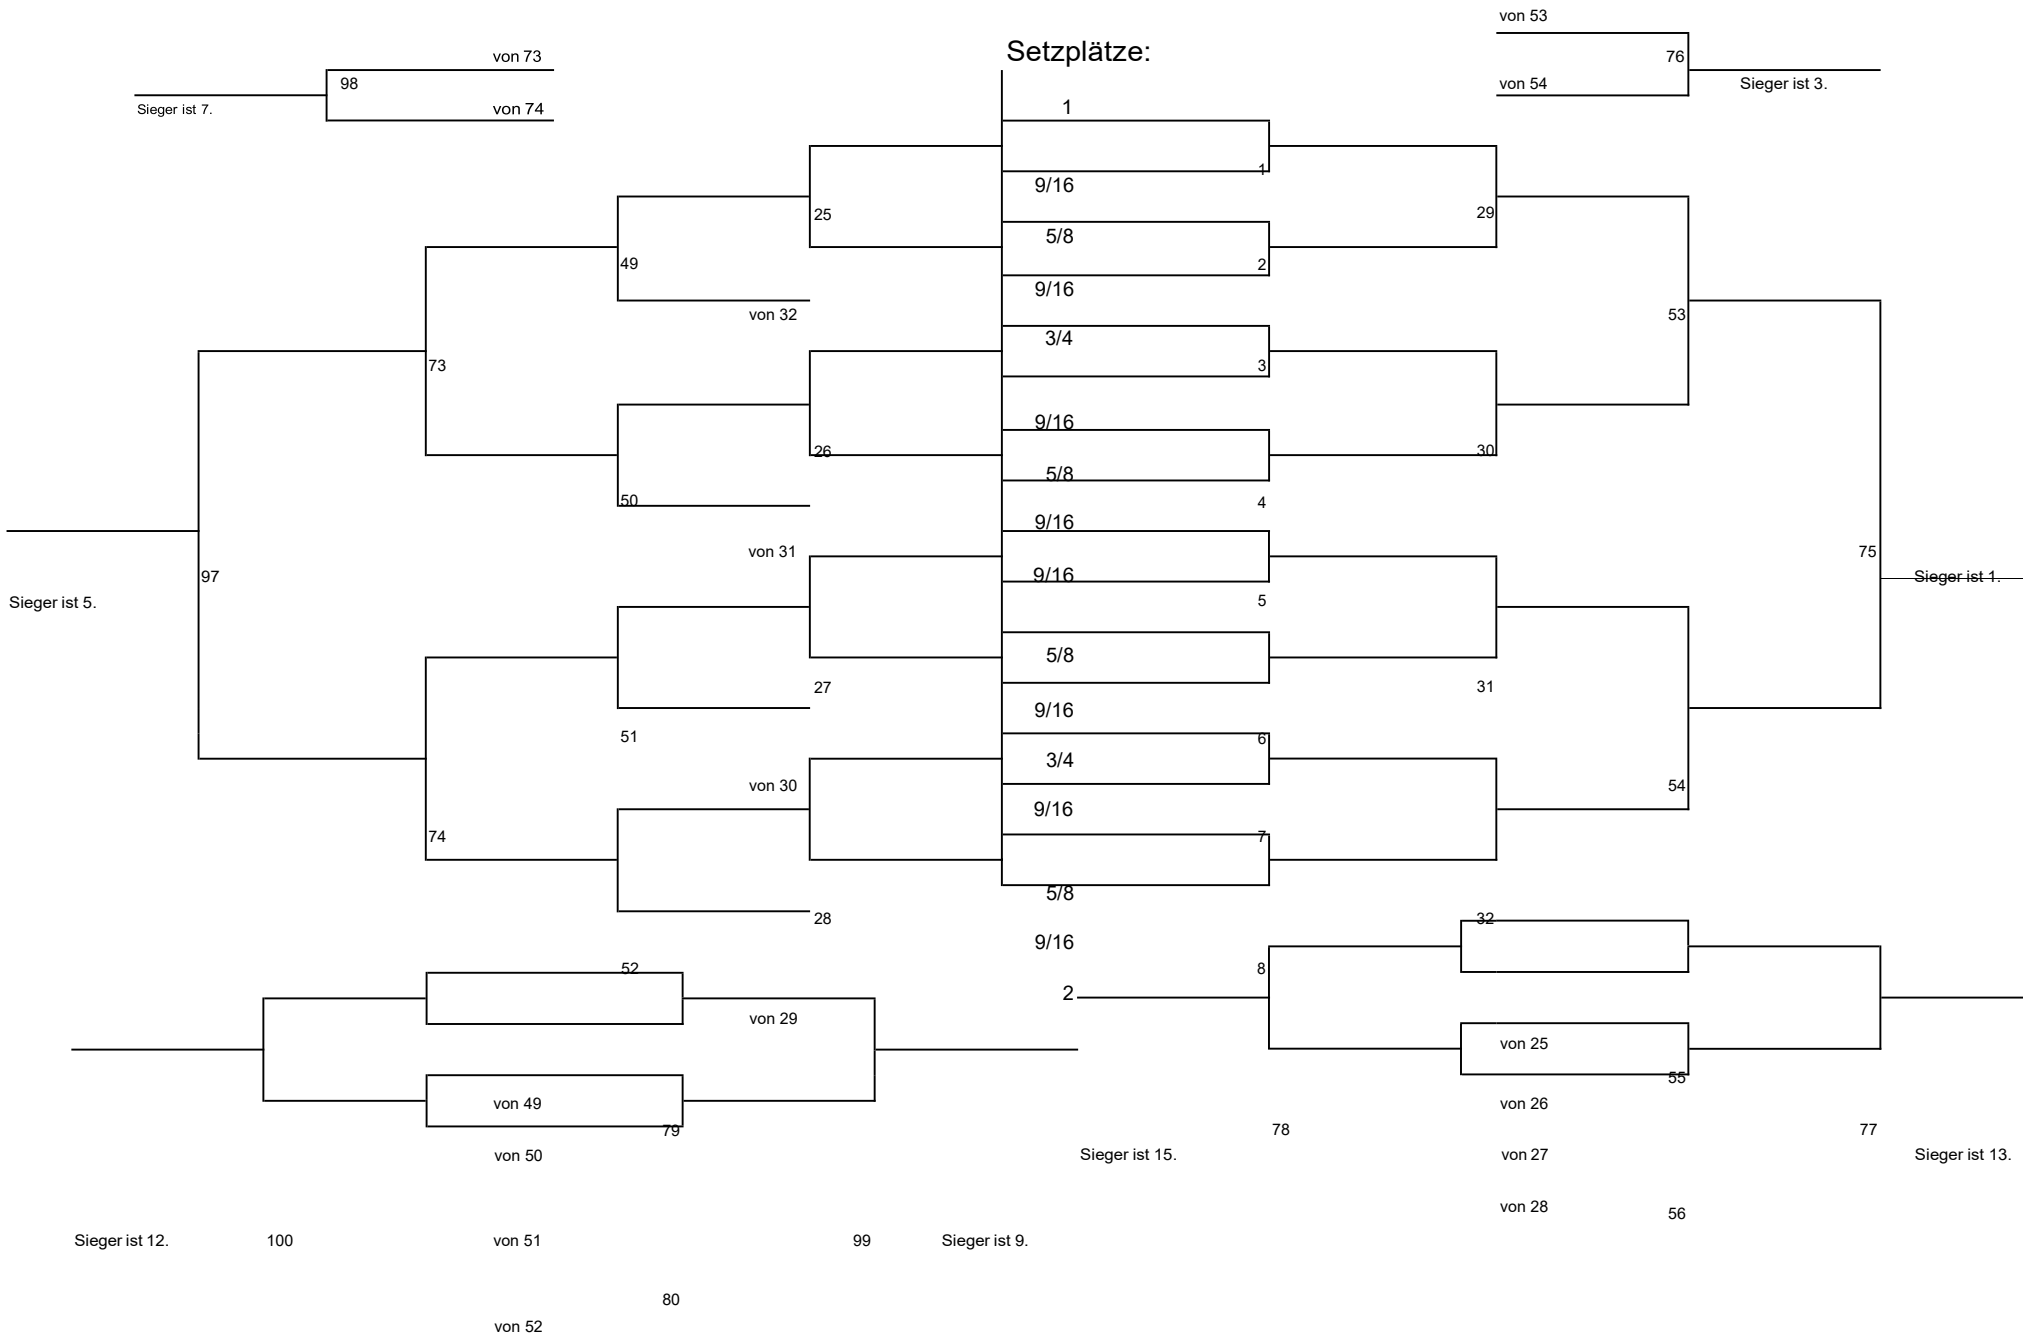 von 53
Setzplätze:
von 73
76
98
von 54
Sieger ist 3.
Sieger ist 7.
von 74
1
1
9/16
25
29
5/8
49
2
9/16
von 32
53
3/4
73
3
9/16
26
30
5/8
50
4
9/16
von 31
75
97
9/16
Sieger ist 1.
Sieger ist 5.
5
5/8
27
31
9/16
51
6
3/4
von 30
54
9/16
74
7
5/8
28
32
9/16
52
8
2
von 29
von 25
55
von 49
von 26
79
78
77
von 50
Sieger ist 15.
von 27
Sieger ist 13.
von 28
56
Sieger ist 12.
100
von 51
99
Sieger ist 9.
80
von 52